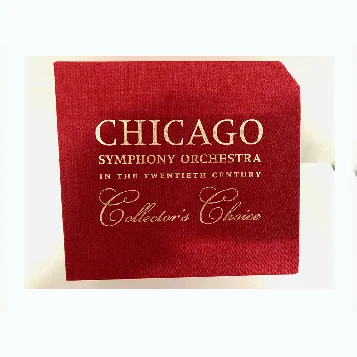 CHICAGO
SYMPHONY ORCHESTRA
IN THE TWENTIETH CENTURY
Collector's Choice